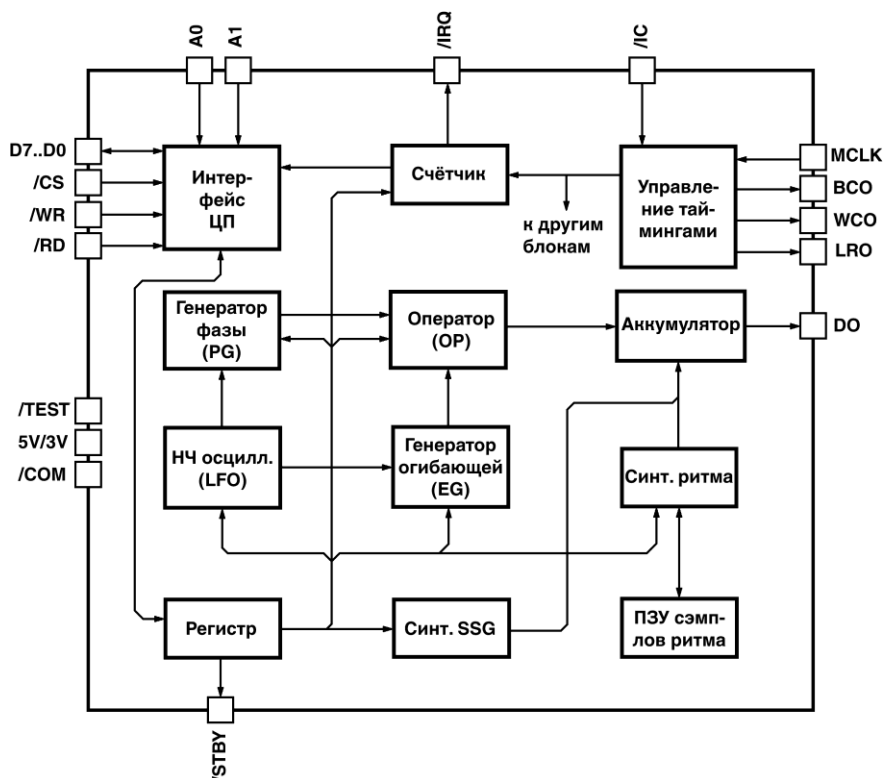 A0
A1
/IRQ
/IC
D7..D0
/CS
/WR
/RD
Интер-
фейс
ЦП
Счётчик
к другим
блокам
Управле-
ние тай-
мингами
MCLK
BCO
WCO
LRO
Генератор
фазы
(PG)
Оператор
(OP)
Аккумулятор
DO
/TEST
5V/3V
/COM
НЧ осцилл.
(LFO)
Генератор
огибающей
(EG)
Синт. ритма
Регистр
Синт. SSG
ПЗУ сэмп-
лов ритма
/STBY